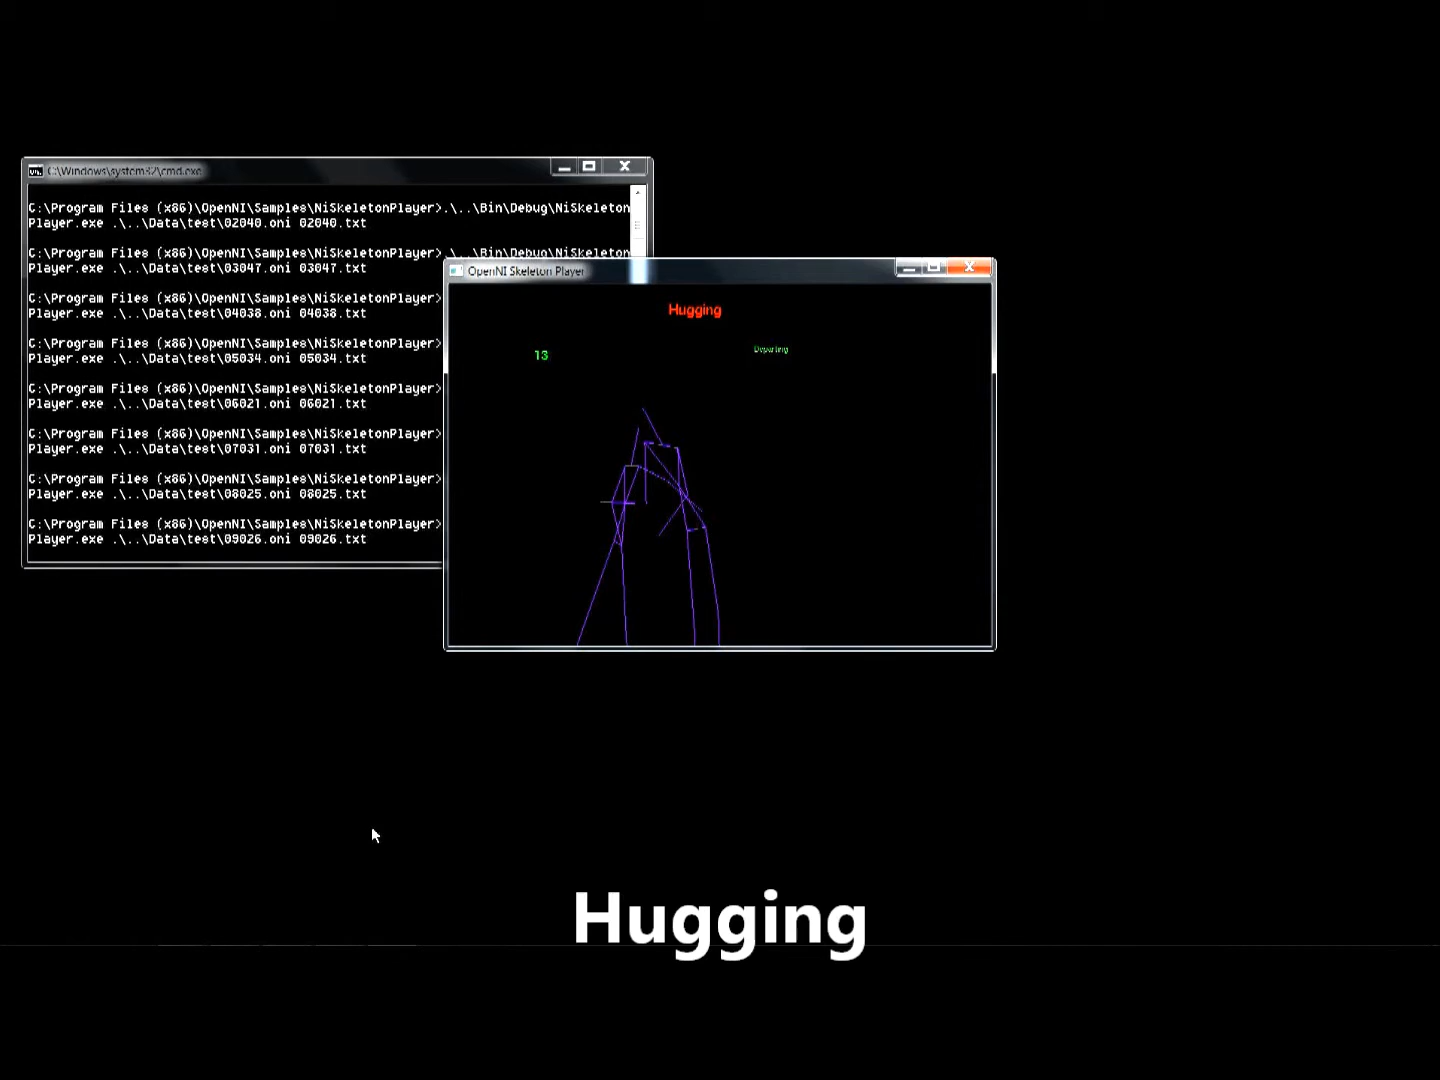 C:\Windows\system32\cmd.exe
C:\Program Files (x86)\OpenNI\Samples\NiSkeletonPlayer>.\..\Bin\Debug\NiSkeleton
Player.exe .\..\Data\test\02040.oni 02040.txt
C:\Program Files (x86)\OpenNI\Samples\NiSkeletonPlayer>.\..\Bin\Debug\NiSkeleton
Player.exe .\..\Data\test\03047.oni 03047.txt
C:\Program Files (x86)\OpenNI\Samples\NiSkeletonPlayer>
Player.exe .\..\Data\test\04038.oni 04038.txt
C:\Program Files (x86)\OpenNI\Samples\NiSkeletonPlayer>
Player.exe .\..\Data\test\05034.oni 05034.txt
C:\Program Files (x86)\OpenNI\Samples\NiSkeletonPlayer>
Player.exe .\..\Data\test\06021.oni 06021.txt
C:\Program Files (x86)\OpenNI\Samples\NiSkeletonPlayer>
Player.exe .\..\Data\test\07031.oni 07031.txt
C:\Program Files (x86)\OpenNI\Samples\NiSkeletonPlayer>
Player.exe .\..\Data\test\08025.oni 08025.txt
C:\Program Files (x86)\OpenNI\Samples\NiSkeletonPlayer>
Player.exe .\..\Data\test\09026.oni 09026.txt
OpenNI Skeleton Player
Hugging
13
Departing
Hugging